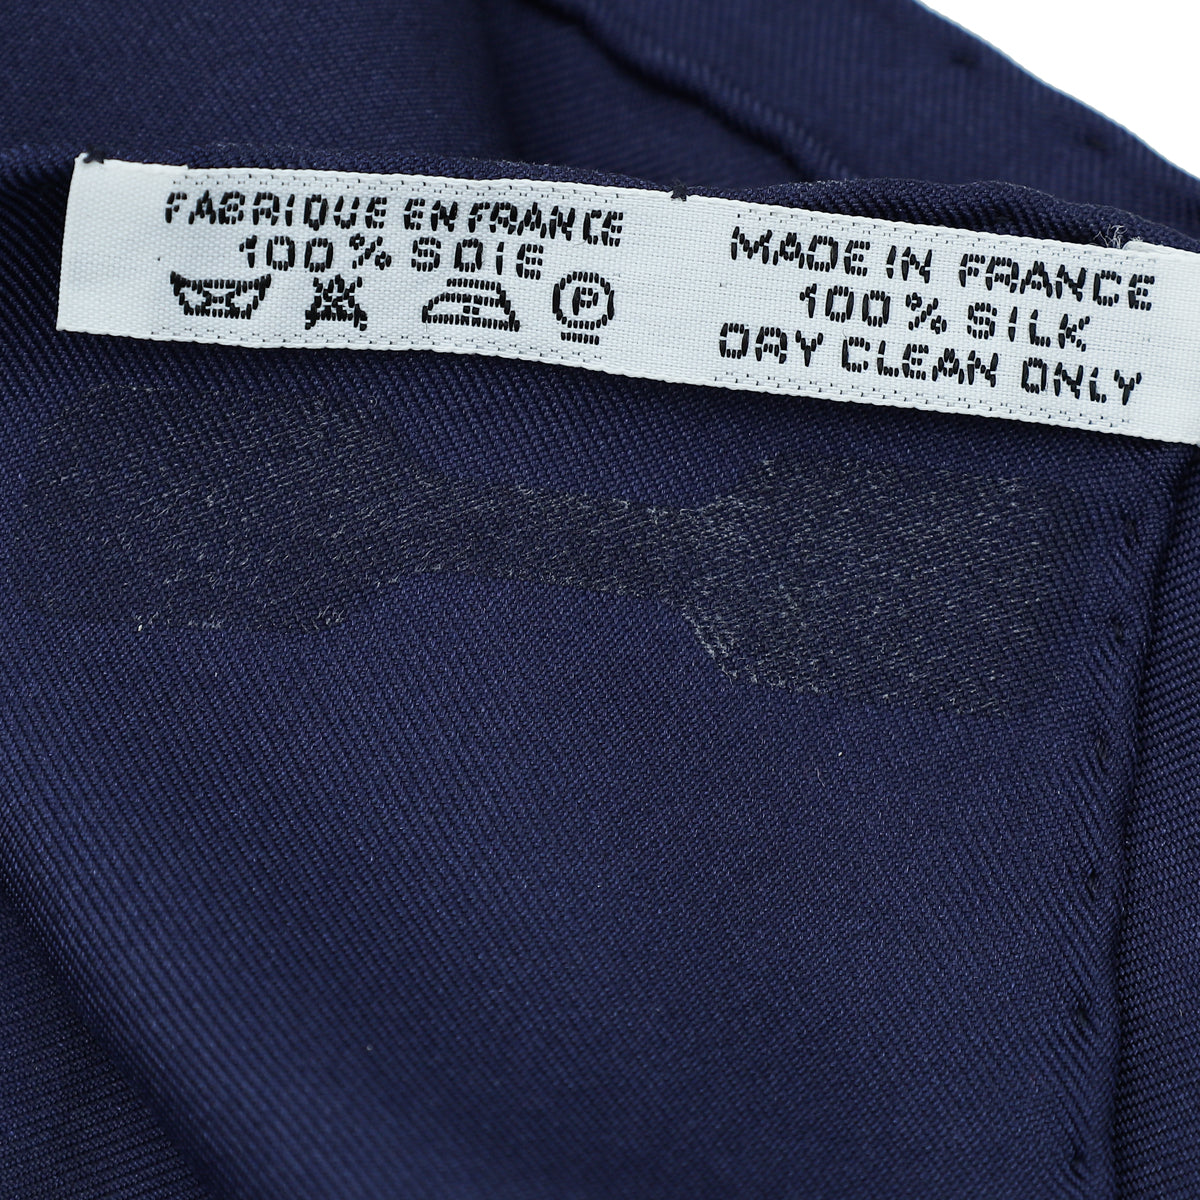 FABRIQUE EN FRANCE
100% SOIE
P
MADE IN FRANCE
100% SILK
DRY CLEAN ONLY